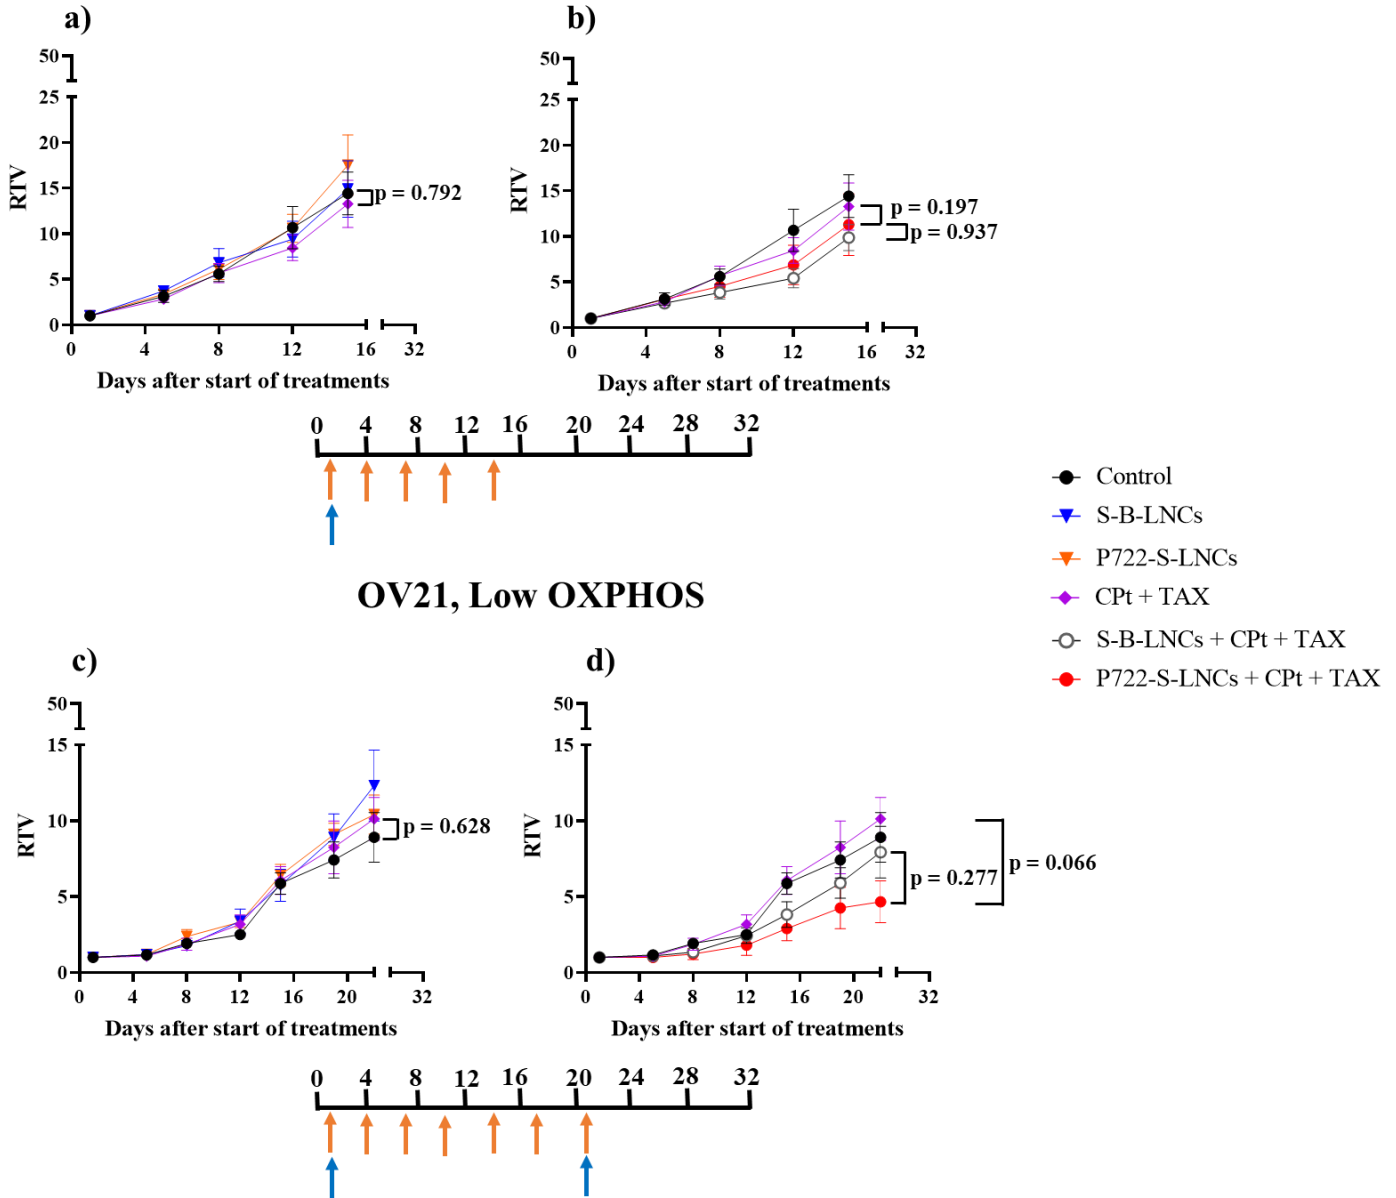 a)
50
25
20
15
10
5
0
RTV
p = 0.792
0 4 8 12 16 32
Days after start of treatments
b)
50
25
20
15
10
5
0
RTV
p = 0.197
p = 0.937
0 4 8 12 16 32
Days after start of treatments
0 4 8 12 16 20 24 28 32
Control
S-B-LNCs
P722-S-LNCs
CPt + TAX
S-B-LNCs + CPt + TAX
P722-S-LNCs + CPt + TAX
OV21, Low OXPHOS
c)
50
15
10
5
0
RTV
p = 0.628
0 4 8 12 16 20 32
Days after start of treatments
d)
50
15
10
5
0
RTV
p = 0.277
p = 0.066
0 4 8 12 16 20 32
Days after start of treatments
0 4 8 12 16 20 24 28 32